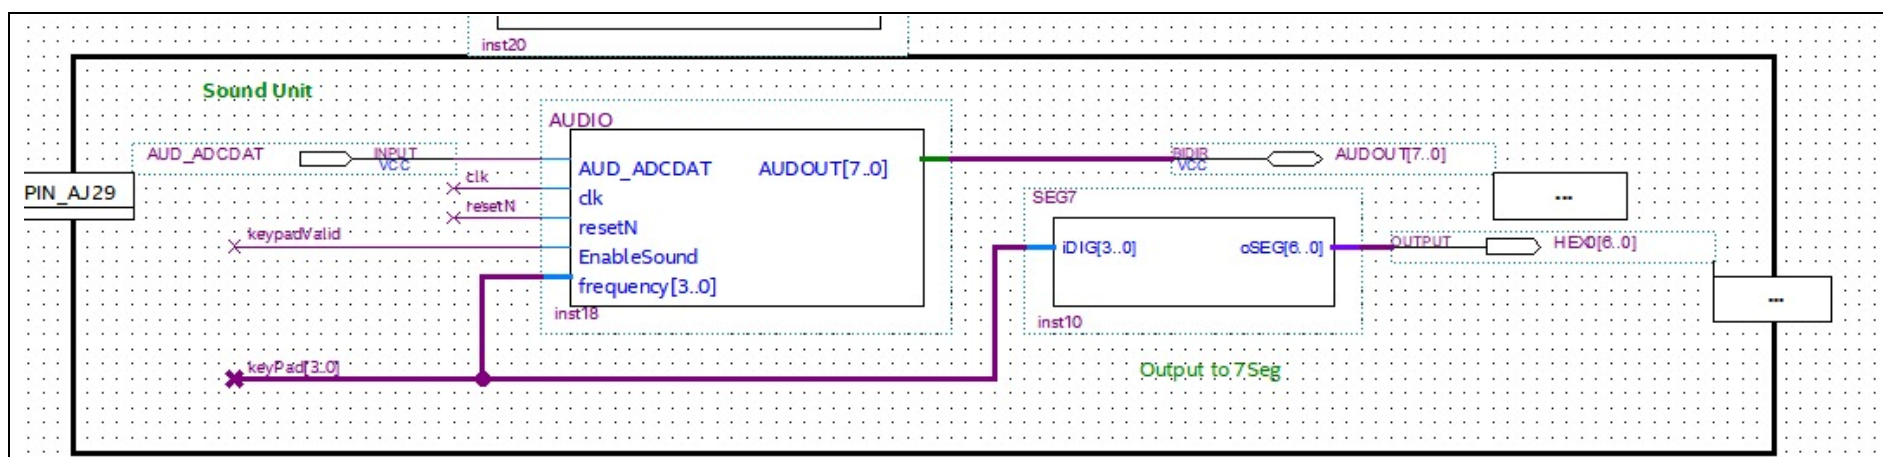 inst20
Sound Unit
AUDIO
AUD_ADCDAT
INPUT
VCC
AUD_ADCDAT
AUDOUT[7..0]
BIDIR
VCC
AUDOUT[7..0]
PIN_AJ29
clk
clk
resetN
resetN
keypadValid
EnableSound
frequency[3..0]
inst18
...
SEG7
iDIG[3..0]
oSEG[6..0]
OUTPUT
HEX0[6..0]
...
inst10
keyPad[3..0]
Output to 7Seg